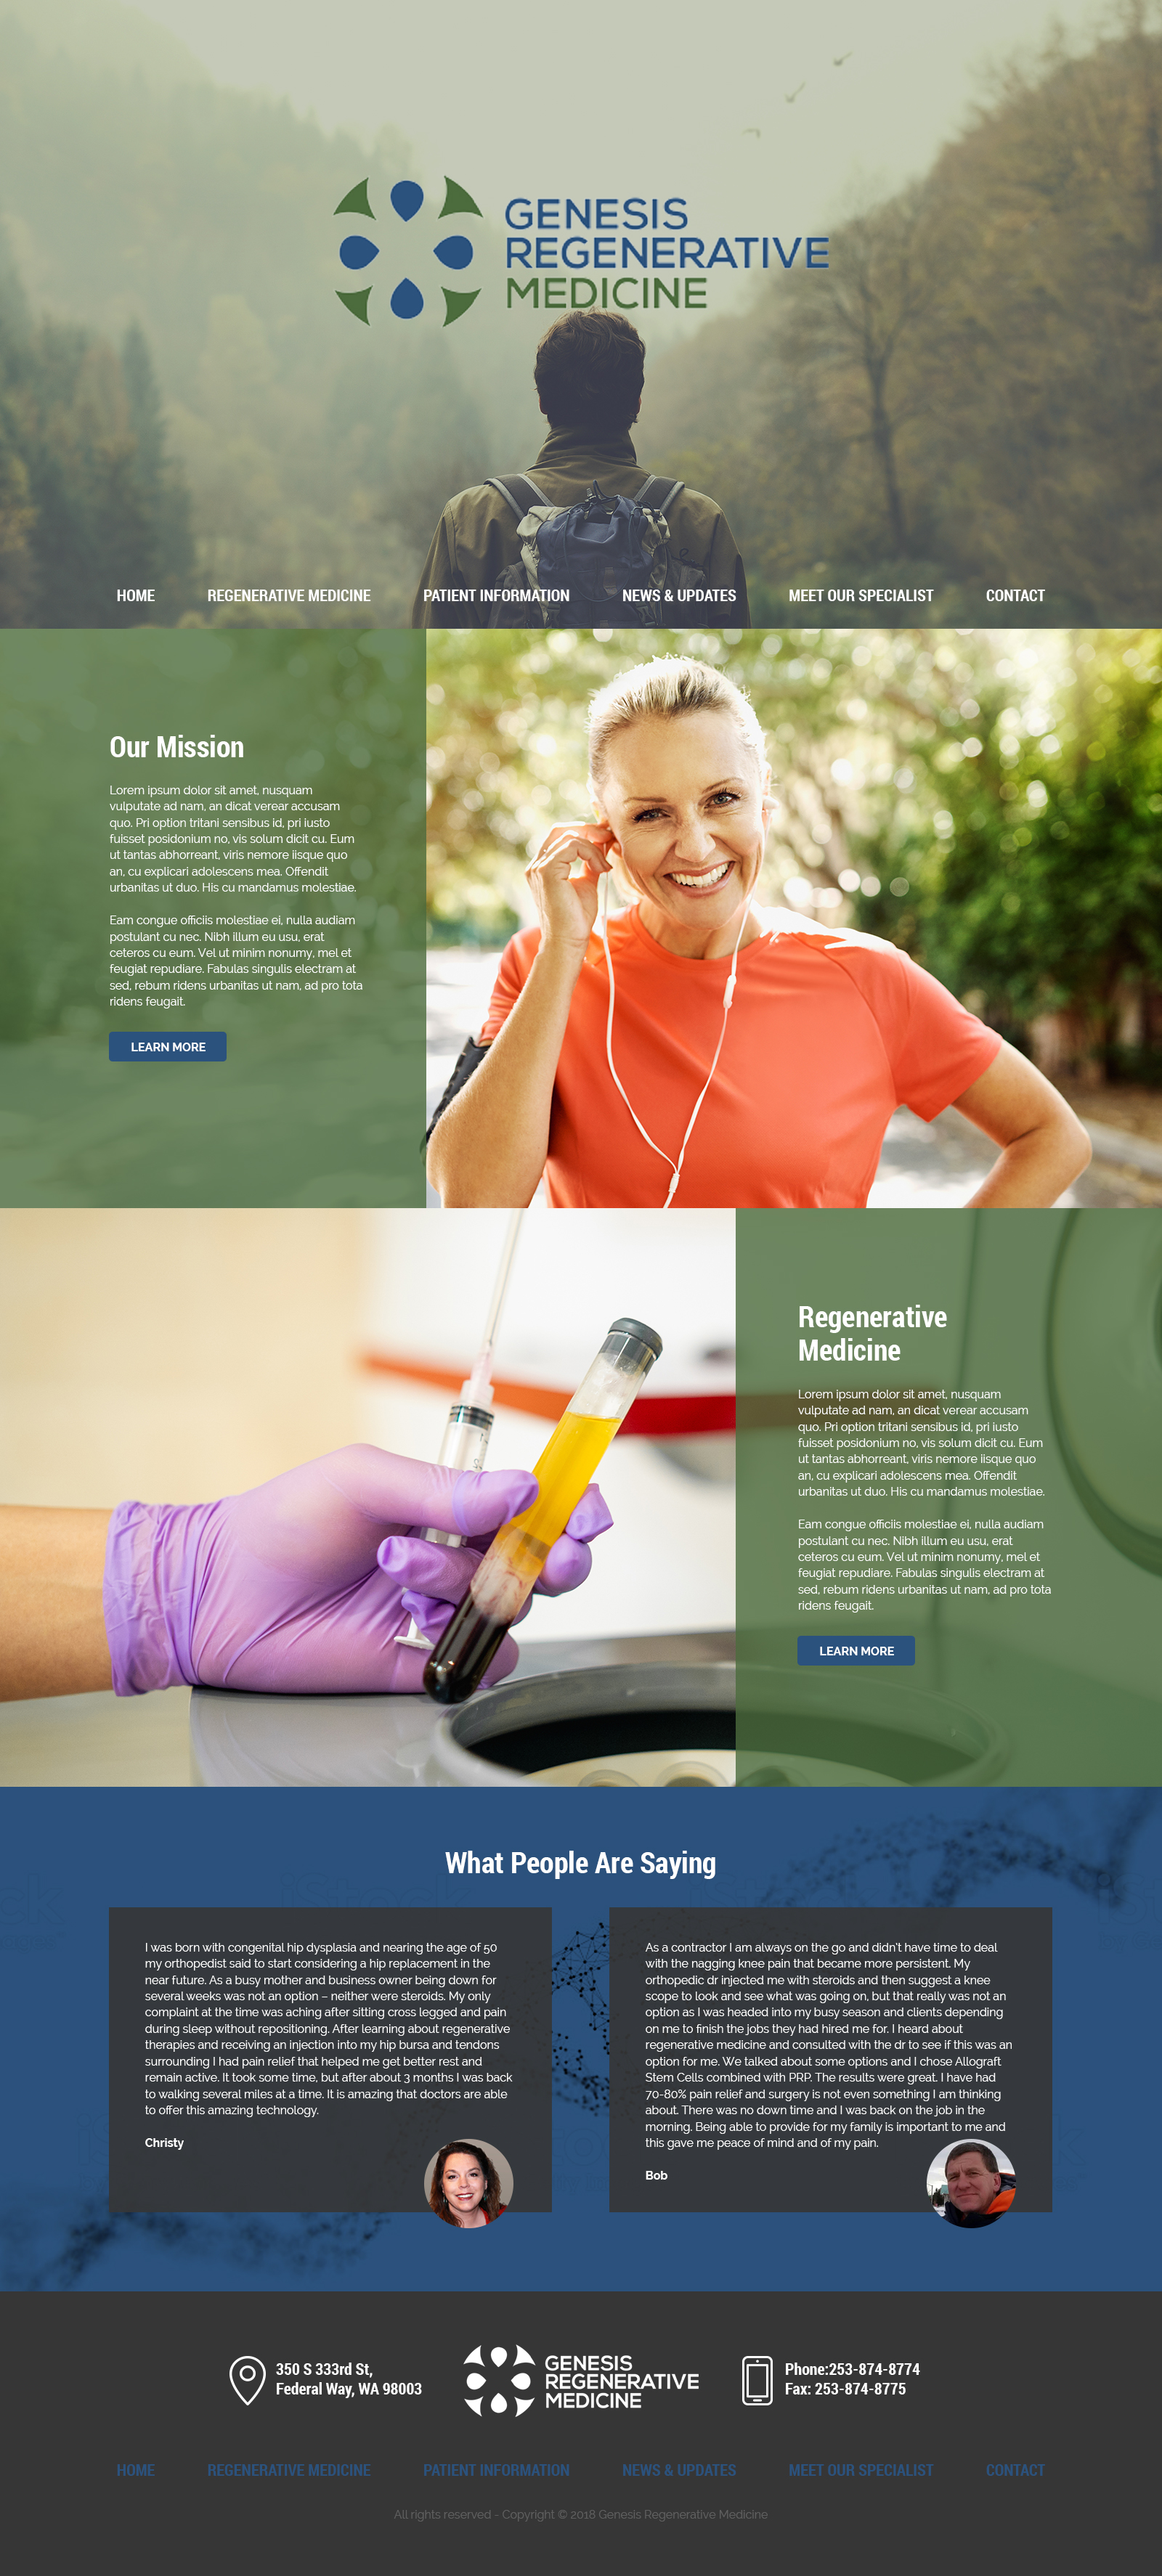 GENESIS
REGENERATIVE
MEDICINE
HOME REGENERATIVE MEDICINE PATIENT INFORMATION NEWS & UPDATES MEET OUR SPECIALIST CONTACT
Our Mission
Lorem ipsum dolor sit amet, nusquam
vulputate ad nam, an dicat verear accusam
quo. Pri option tritani sensibus id, pri iusto
fuisset posidonium no, vis solum dicit cu. Eum
ut tantas abhorreant, viris nemore iisque quo
an, cu explicari adolescens mea. Offendit
urbanitas ut duo. His cu mandamus molestiae.
Eam congue officiis molestiae ei, nulla audiam
postulant cu nec. Nibh illum eu usu, erat
ceteros cu eum. Vel ut minim nonumy, mel et
feugiat repudiare. Fabulas singulis electram at
sed, rebum ridens urbanitas ut nam, ad pro tota
ridens feugait.
LEARN MORE
Regenerative
Medicine
Lorem ipsum dolor sit amet, nusquam
vulputate ad nam, an dicat verear accusam
quo. Pri option tritani sensibus id, pri iusto
fuisset posidonium no, vis solum dicit cu. Eum
ut tantas abhorreant, viris nemore iisque quo
an, cu explicari adolescens mea. Offendit
urbanitas ut duo. His cu mandamus molestiae.
Eam congue officiis molestiae ei, nulla audiam
postulant cu nec. Nibh illum eu usu, erat
ceteros cu eum. Vel ut minim nonumy, mel et
feugiat repudiare. Fabulas singulis electram at
sed, rebum ridens urbanitas ut nam, ad pro tota
ridens feugait.
LEARN MORE
What People Are Saying
I was born with congenital hip dysplasia and nearing the age of 50
my orthopedist said to start considering a hip replacement in the
near future. As a busy mother and business owner being down for
several weeks was not an option – neither were steroids. My only
complaint at the time was aching after sitting cross legged and pain
during sleep without repositioning. After learning about regenerative
therapies and receiving an injection into my hip bursa and tendons
surrounding I had pain relief that helped me get better rest and
remain active. It took some time, but after about 3 months I was back
to walking several miles at a time. It is amazing that doctors are able
to offer this amazing technology.
Christy
As a contractor I am always on the go and didn't have time to deal
with the nagging knee pain that became more persistent. My
orthopedic dr injected me with steroids and then suggest a knee
scope to look and see what was going on, but that really was not an
option as I was headed into my busy season and clients depending
on me to finish the jobs they had hired me for. I heard about
regenerative medicine and consulted with the dr to see if this was an
option for me. We talked about some options and I chose Allograft
Stem Cells combined with PRP. The results were great. I have had
70-80% pain relief and surgery is not even something I am thinking
about. There was no down time and I was back on the job in the
morning. Being able to provide for my family is important to me and
this gave me peace of mind and of my pain.
Bob
350 S 333rd St,
Federal Way, WA 98003
GENESIS
REGENERATIVE
MEDICINE
Phone:253-874-8774
Fax: 253-874-8775
HOME REGENERATIVE MEDICINE PATIENT INFORMATION NEWS & UPDATES MEET OUR SPECIALIST CONTACT
All rights reserved - Copyright © 2018 Genesis Regenerative Medicine